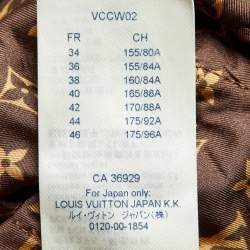 VCCW02
FR CH
34 155/80A
36 155/84A
38 160/84A
40 165/88A
42 170/88A
44 175/92A
46 175/96A
CA 36929
For Japan only:
LOUIS VUITTON JAPAN K.K.
ルイ・ヴィトン ジャパン(株)
0120-00-1854